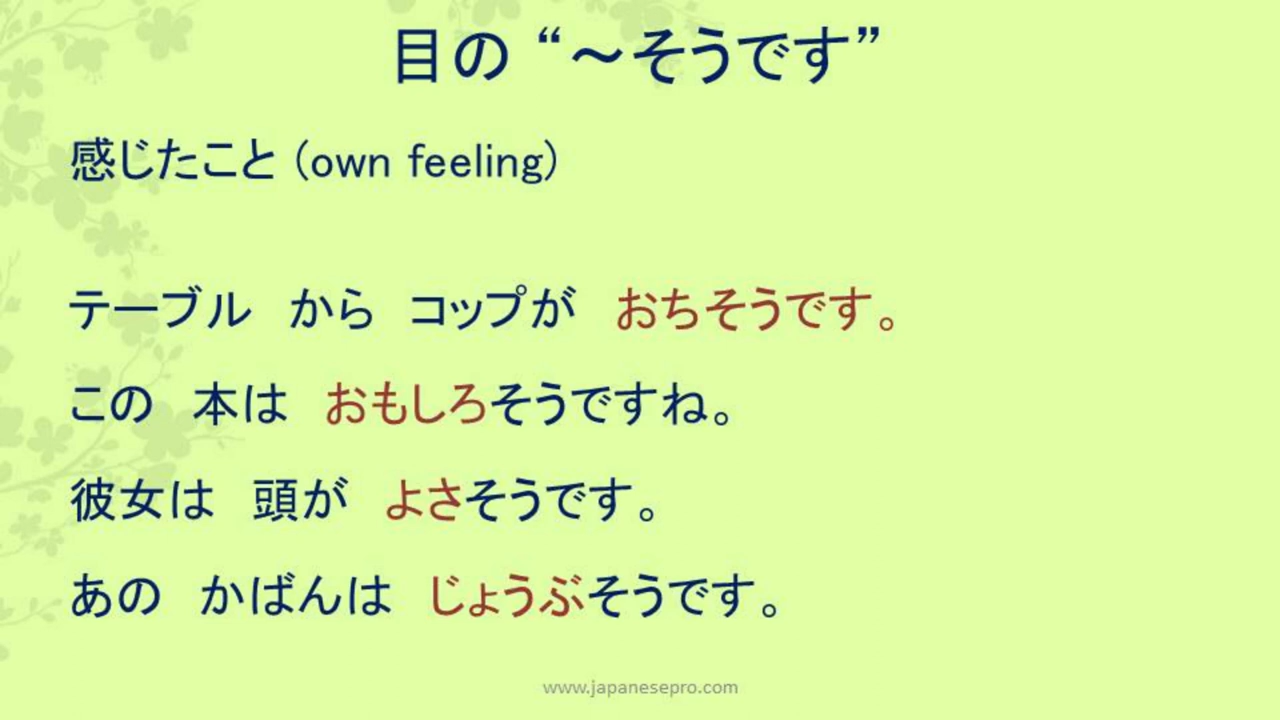 目の “～そうです”
感じたこと (own feeling)
テーブル　から　コップが　おちそうです。
この　本は　おもしろそうですね。
彼女は　頭が　よさそうです。
あの　かばんは　じょうぶそうです。
www.japanesepro.com